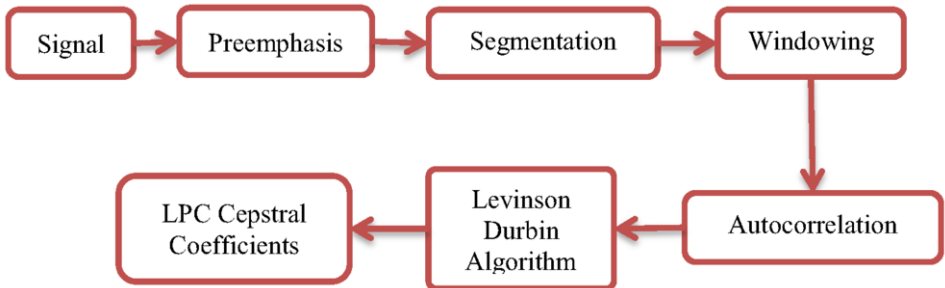 Signal
Preemphasis
Segmentation
Windowing
Autocorrelation
Levinson
Durbin
Algorithm
LPC Cepstral
Coefficients